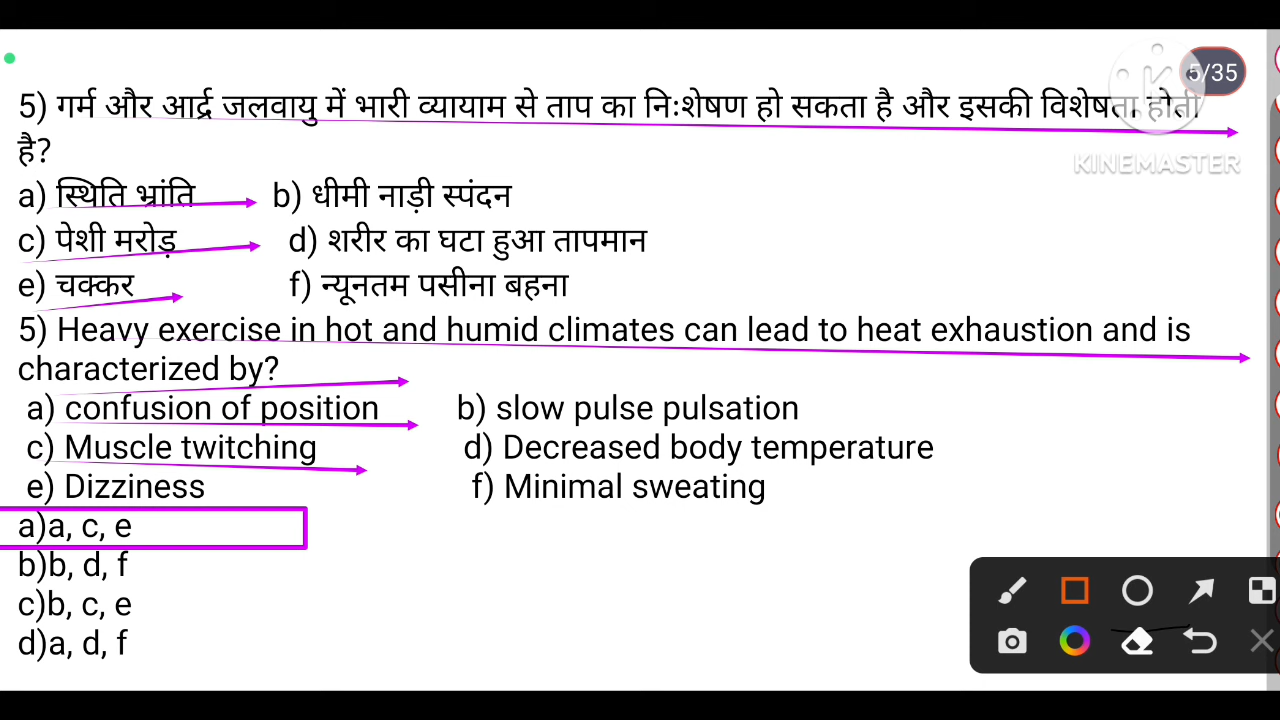 5/35
5) गर्म और आर्द्र जलवायु में भारी व्यायाम से ताप का निःशेषण हो सकता है और इसकी विशेषता होती
है?
KINEMASTER
a) स्थिति भ्रांति b) धीमी नाड़ी स्पंदन
c) पेशी मरोड़ d) शरीर का घटा हुआ तापमान
e) चक्कर f) न्यूनतम पसीना बहना
5) Heavy exercise in hot and humid climates can lead to heat exhaustion and is
characterized by?
a) confusion of position b) slow pulse pulsation
c) Muscle twitching d) Decreased body temperature
e) Dizziness f) Minimal sweating
a)a, c, e
b)b, d, f
c)b, c, e
d)a, d, f